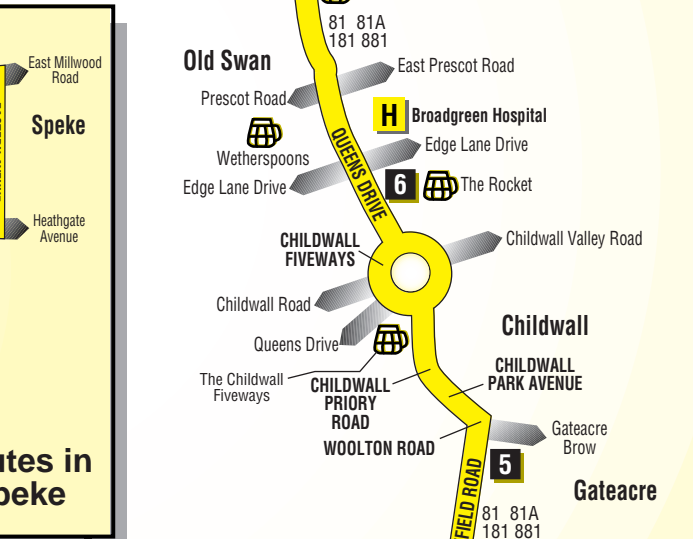 East Millwood
Road
Speke
Heathgate
Avenue
81 81A
181 881
Old Swan
East Prescot Road
Prescot Road
H Broadgreen Hospital
Wetherspoons
QUEENS DRIVE
Edge Lane Drive
Edge Lane Drive
6
The Rocket
CHILDWALL
FIVEWAYS
Childwall Valley Road
Childwall Road
Queens Drive
Childwall
The Childwall
Fiveways
CHILDWALL
PRIORY
ROAD
CHILDWALL
PARK AVENUE
WOOLTON ROAD
Gateacre
Brow
5
Gateacre
FIELD ROAD
81 81A
181 881
utes in
peke